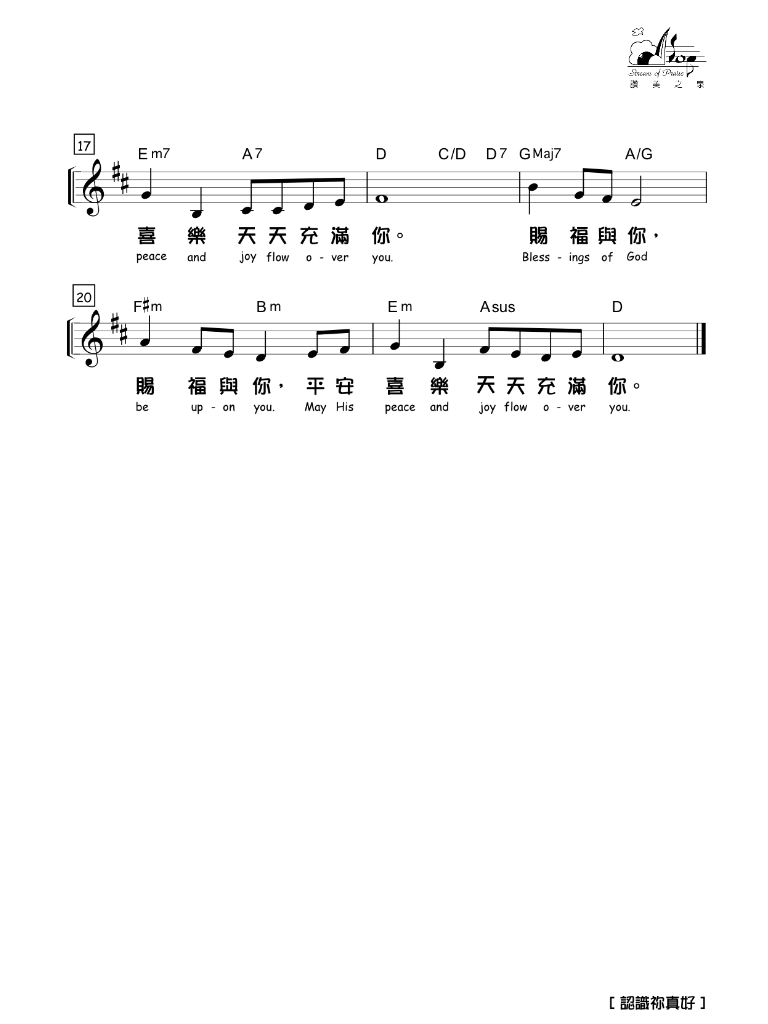 Stream of Praise
讚美之泉
17
Em7 A7 D C/D D7 GMaj7 A/G
喜 樂 天 天 充 滿 你。 賜 福 與 你，
peace and joy flow o - ver you. Bless - ings of God
20
F#m Bm Em Asus D
賜 福 與 你， 平 安 喜 樂 天 天 充 滿 你。
be up - on you. May His peace and joy flow o - ver you.
[ 認識祢真好 ]